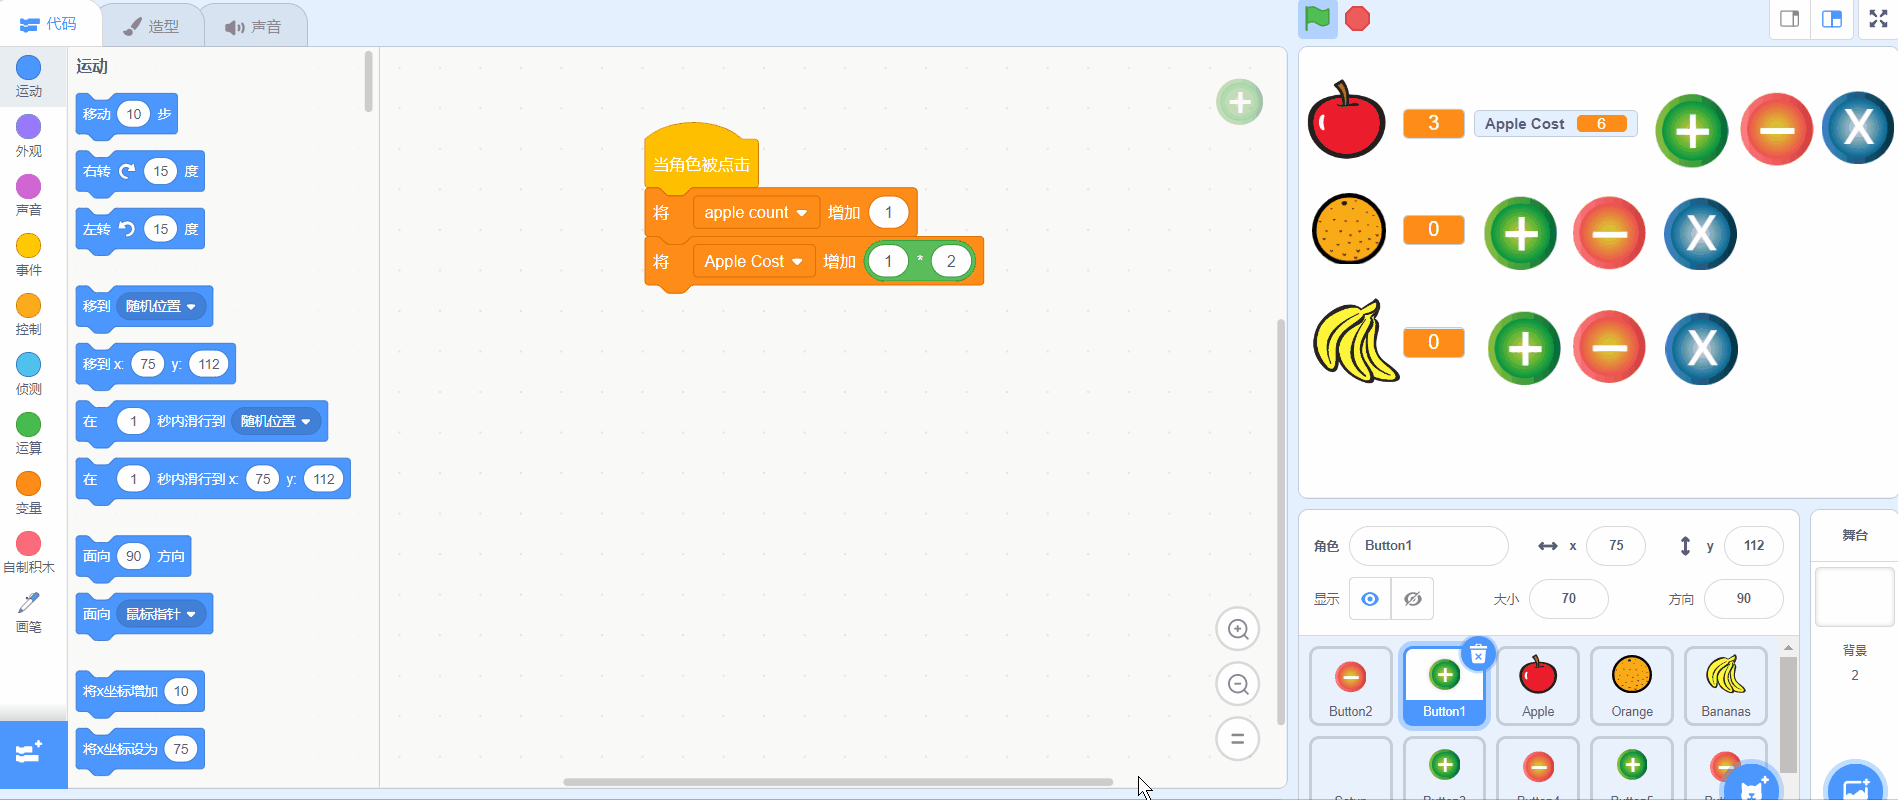 代码
造型
声音
运动
外观
声音
事件
控制
侦测
运算
变量
自制积木
画笔
运动
移动 10 步
右转 15 度
左转 15 度
移到 随机位置
移到 x: 75 y: 112
在 1 秒内滑行到 随机位置
在 1 秒内滑行到 x: 75 y: 112
面向 90 方向
面向 鼠标指针
将x坐标增加 10
将x坐标设为 75
当角色被点击
将 apple count 增加 1
将 Apple Cost 增加 1 * 2
3 Apple Cost 6 X
0 X
0 X
角色 Button1 x 75 y 112
显示 大小 70 方向 90
Button2 Button1 Apple Orange Bananas
舞台
背景
2